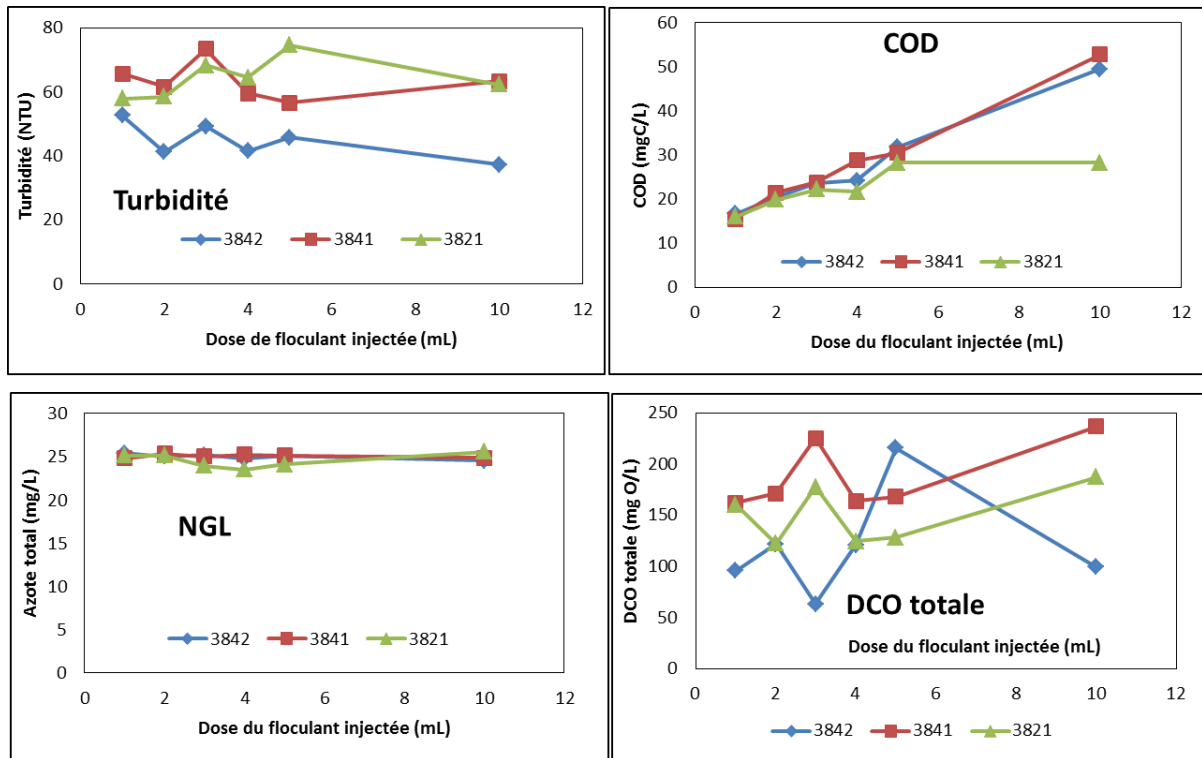 80
60
40
20
0
Turbidité (NTU)
Turbidité
3842 3841 3821
0 2 4 6 8 10 12
Dose de floculant injectée (mL)
60
50
40
30
20
10
0
COD (mgC/L)
COD
3842 3841 3821
0 2 4 6 8 10 12
Dose du floculant injectée (mL)
30
25
20
15
10
5
0
Azote total (mg/L)
NGL
3842 3841 3821
0 2 4 6 8 10 12
Dose du floculant injectée (mL)
250
200
150
100
50
0
DCO totale (mg O/L)
DCO totale
Dose du floculant injectée (mL)
0 2 4 6 8 10 12
3842 3841 3821